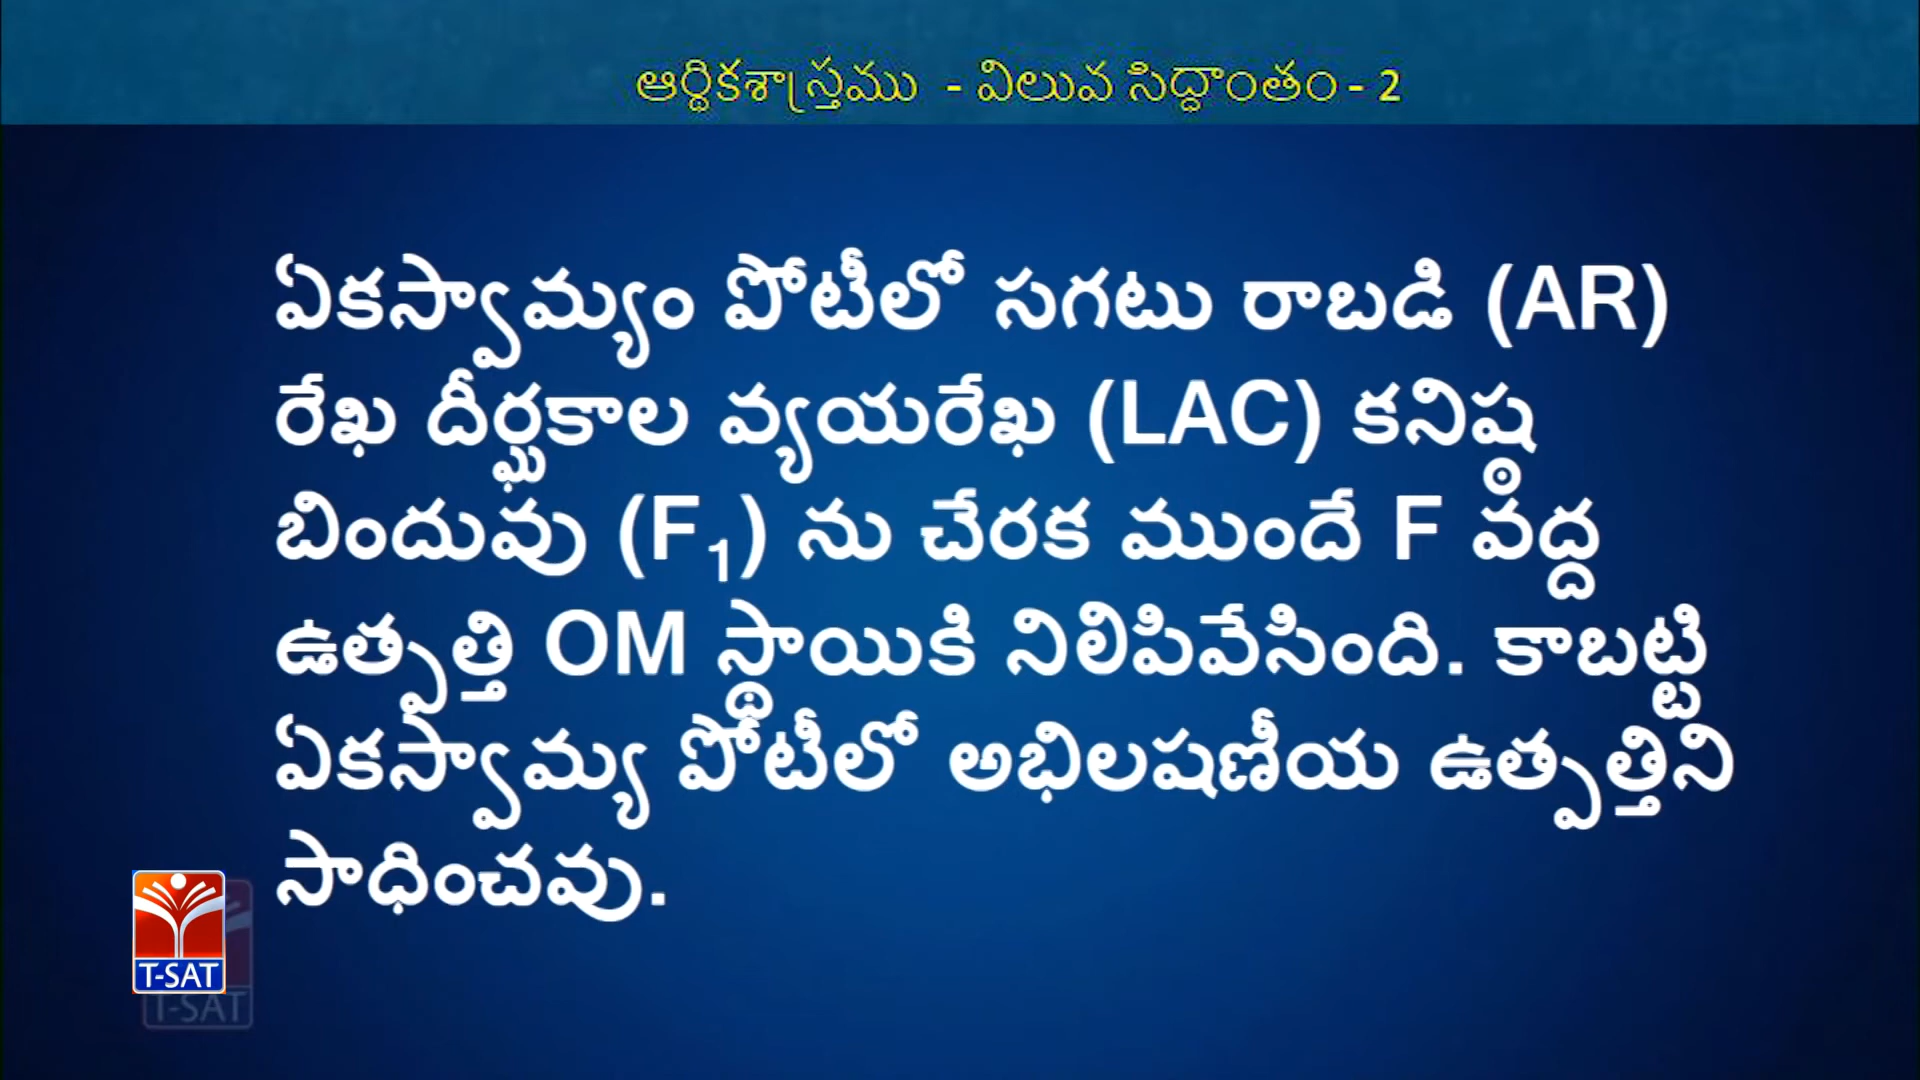 ఆర్థికశాస్త్రము - విలువ సిద్ధాంతం - 2
ఏకస్వామ్యం పోటీలో సగటు రాబడి (AR)
రేఖ దీర్ఘకాల వ్యయరేఖ (LAC) కనిష్ఠ
బిందువు (F₁) ను చేరక ముందే F వద్ద
ఉత్పత్తి OM స్థాయికి నిలిపివేసింది. కాబట్టి
ఏకస్వామ్య పోటీలో అభిలషణీయ ఉత్పత్తిని
సాధించవు.
T-SAT
T-SAT